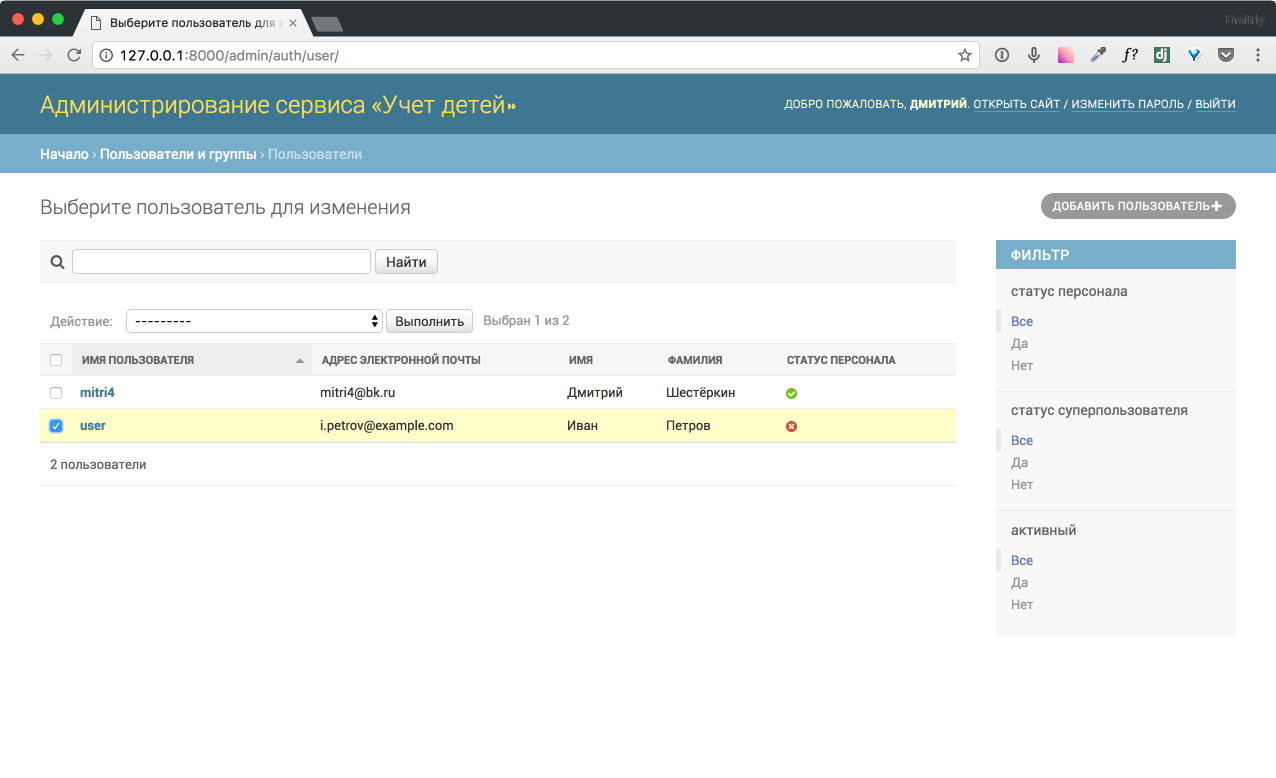 Выберите пользователь для и
Dmitriy
127.0.0.1:8000/admin/auth/user/
f?
dj
Администрирование сервиса «Учет детей»
ДОБРО ПОЖАЛОВАТЬ, ДМИТРИЙ. ОТКРЫТЬ САЙТ / ИЗМЕНИТЬ ПАРОЛЬ / ВЫЙТИ
Начало › Пользователи и группы › Пользователи
Выберите пользователь для изменения
ДОБАВИТЬ ПОЛЬЗОВАТЕЛЬ +
Найти
Действие: --------- Выполнить Выбран 1 из 2
ИМЯ ПОЛЬЗОВАТЕЛЯ АДРЕС ЭЛЕКТРОННОЙ ПОЧТЫ ИМЯ ФАМИЛИЯ СТАТУС ПЕРСОНАЛА
mitri4 mitri4@bk.ru Дмитрий Шестёркин
user i.petrov@example.com Иван Петров
2 пользователи
ФИЛЬТР
статус персонала
Все
Да
Нет
статус суперпользователя
Все
Да
Нет
активный
Все
Да
Нет